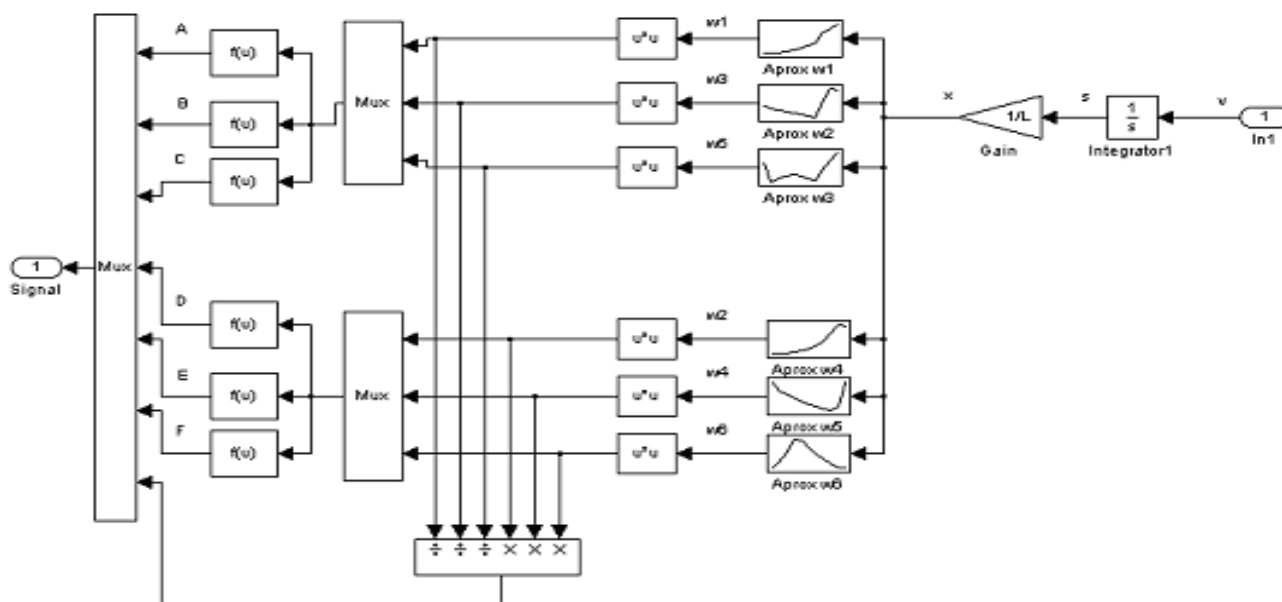 A f(u) w1 u*u Aprox w1
B f(u) Mux w3 u*u Aprox w2
C f(u) w5 u*u Aprox w3
x 1/L Gain s 1/s Integrator1 v 1 In1
1 Signal Mux
D f(u) w2 u*u Aprox w4
E f(u) Mux w4 u*u Aprox w5
F f(u) w6 u*u Aprox w6
÷ ÷ ÷ × × ×